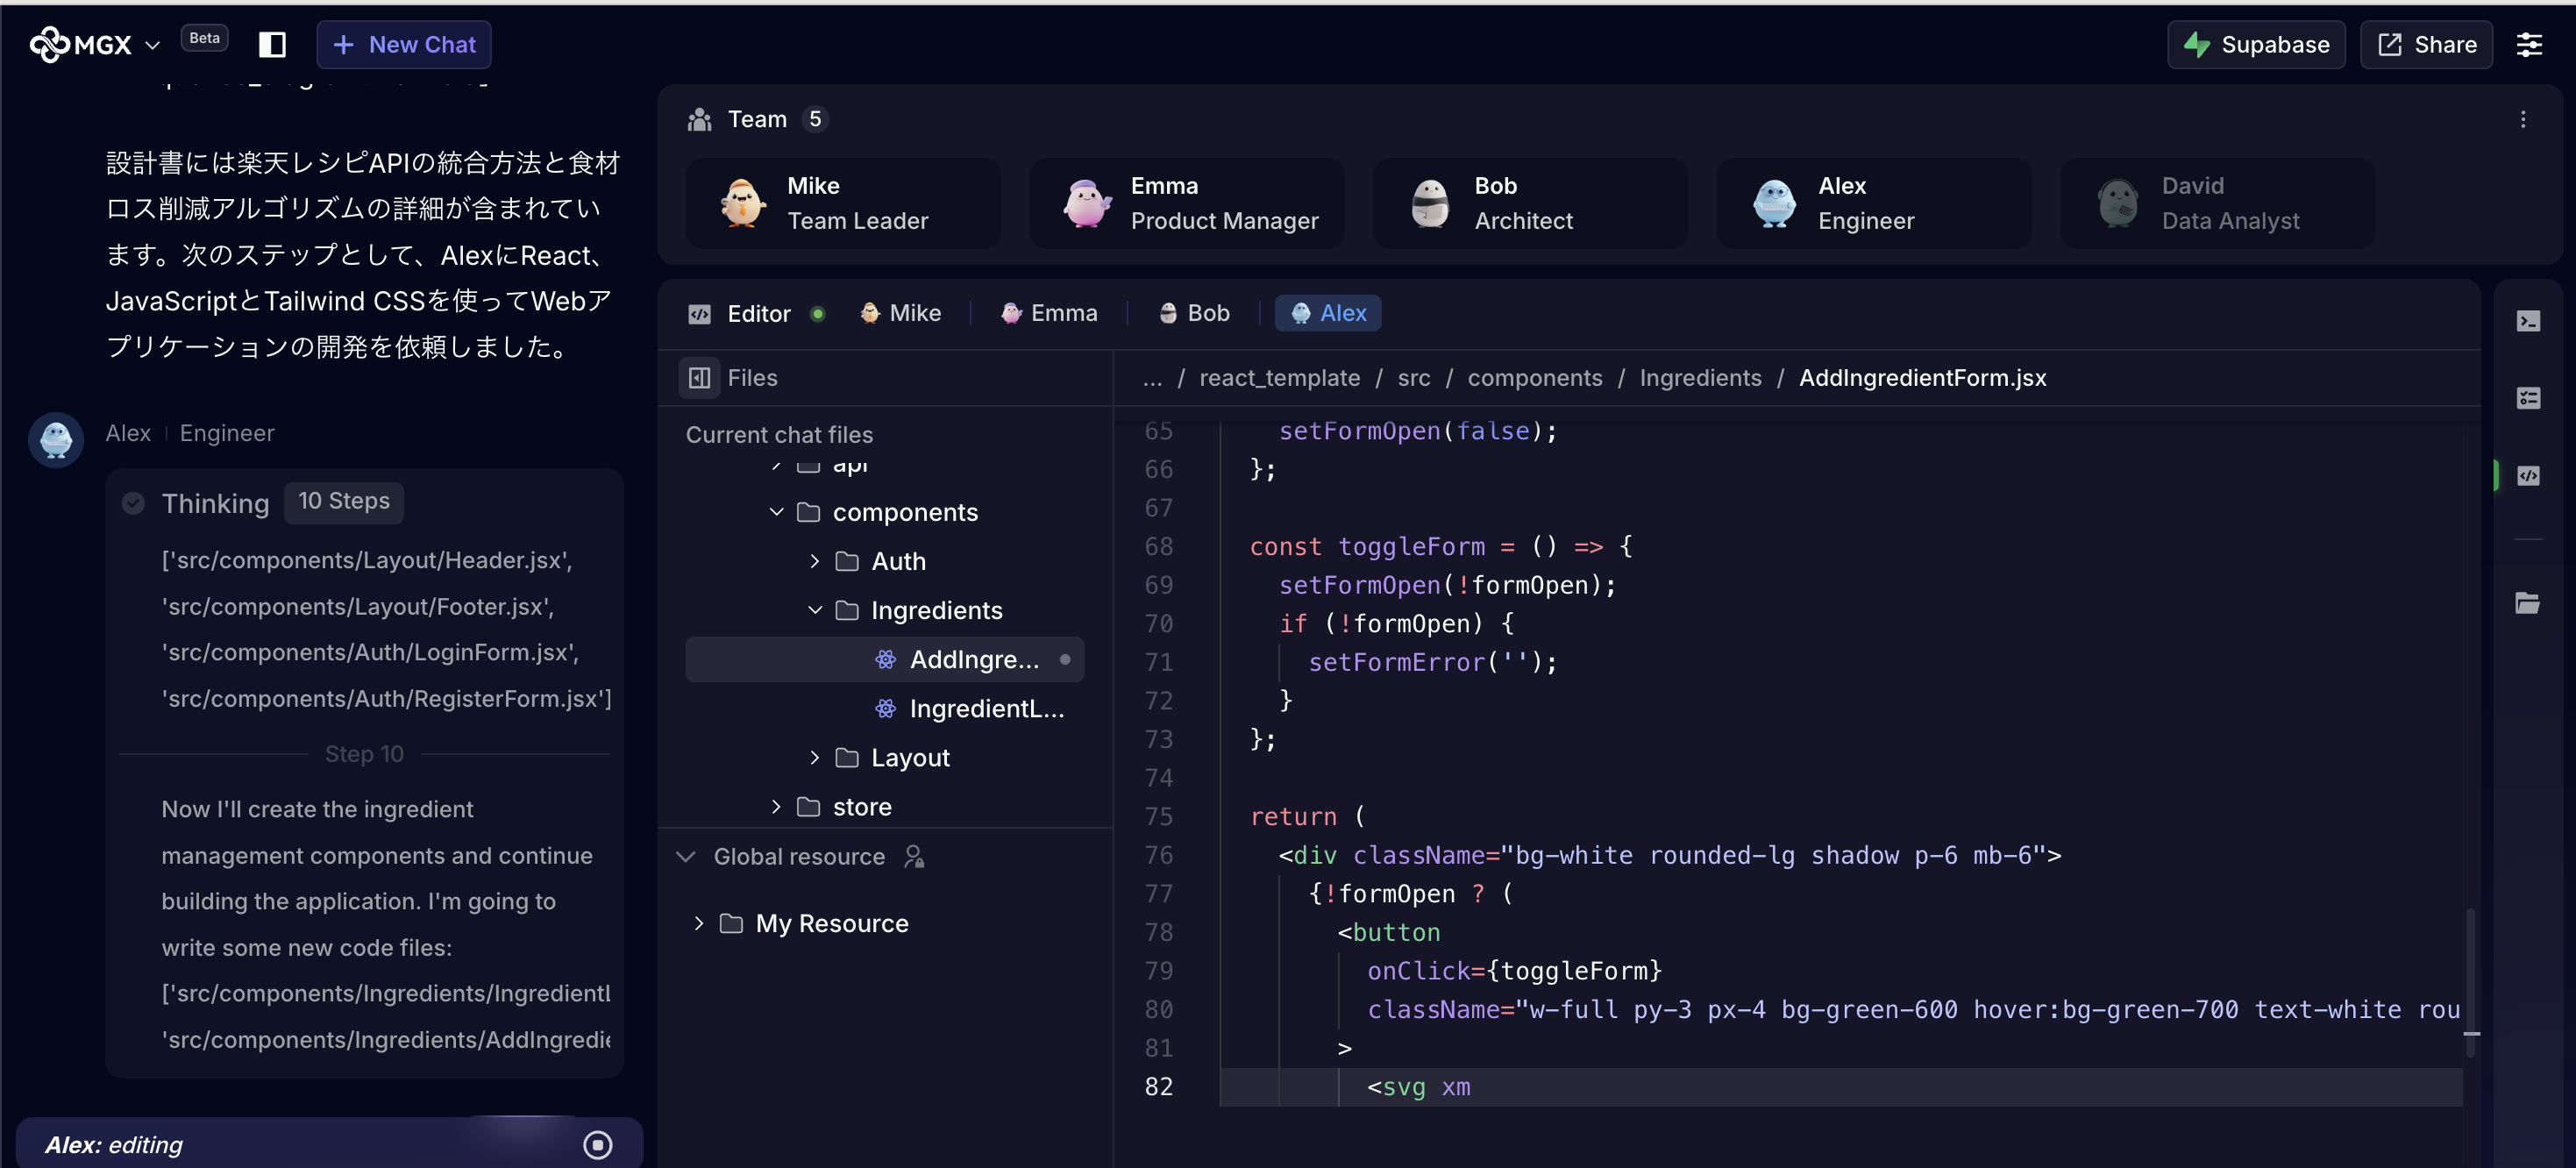 MGX
Beta
New Chat
Supabase
Share
設計書には楽天レシピAPIの統合方法と食材
ロス削減アルゴリズムの詳細が含まれてい
ます。次のステップとして、AlexにReact、
JavaScriptとTailwind CSSを使ってWebア
プリケーションの開発を依頼しました。
Alex | Engineer
Thinking 10 Steps
['src/components/Layout/Header.jsx',
'src/components/Layout/Footer.jsx',
'src/components/Auth/LoginForm.jsx',
'src/components/Auth/RegisterForm.jsx']
Step 10
Now I'll create the ingredient
management components and continue
building the application. I'm going to
write some new code files:
['src/components/Ingredients/IngredientL
'src/components/Ingredients/AddIngredie
Alex: editing
Team 5
Mike
Team Leader
Emma
Product Manager
Bob
Architect
Alex
Engineer
David
Data Analyst
Editor
Mike
Emma
Bob
Alex
Files
Current chat files
api
components
Auth
Ingredients
AddIngre...
IngredientL...
Layout
store
Global resource
My Resource
... / react_template / src / components / Ingredients / AddIngredientForm.jsx
65 setFormOpen(false);
66 };
67
68 const toggleForm = () => {
69 setFormOpen(!formOpen);
70 if (!formOpen) {
71 setFormError('');
72 }
73 };
74
75 return (
76 <div className="bg-white rounded-lg shadow p-6 mb-6">
77 {!formOpen ? (
78 <button
79 onClick={toggleForm}
80 className="w-full py-3 px-4 bg-green-600 hover:bg-green-700 text-white rou
81 >
82 <svg xm